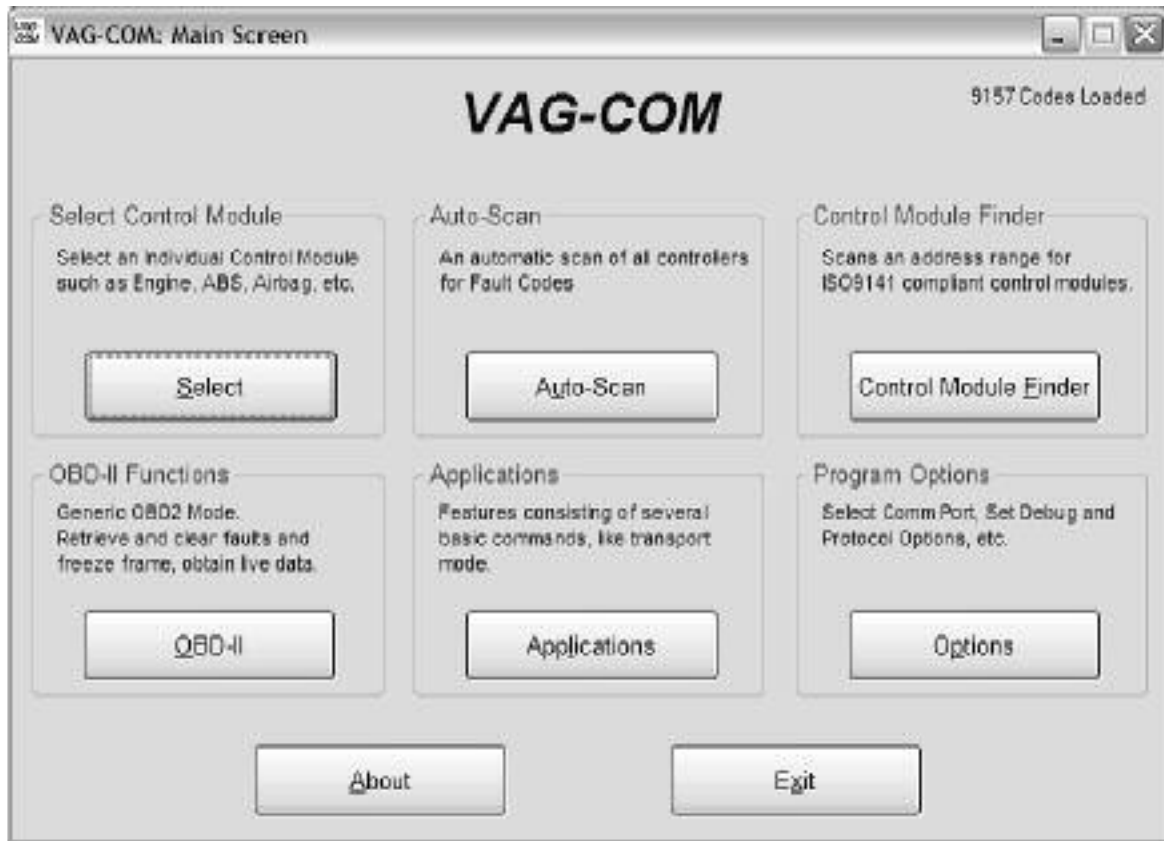 VAG-COM: Main Screen
VAG-COM
9157 Codes Loaded
Select Control Module
Select an Individual Control Module
such as Engine, ABS, Airbag, etc.
Select
Auto-Scan
An automatic scan of all controllers
for Fault Codes
Auto-Scan
Control Module Finder
Scans an address range for
ISO9141 compliant control modules.
Control Module Finder
OBD-II Functions
Generic OBD2 Mode.
Retrieve and clear faults and
freeze frame, obtain live data.
OBD-II
Applications
Features consisting of several
basic commands, like transport
mode.
Applications
Program Options
Select Comm Port, Set Debug and
Protocol Options, etc.
Options
About
Exit